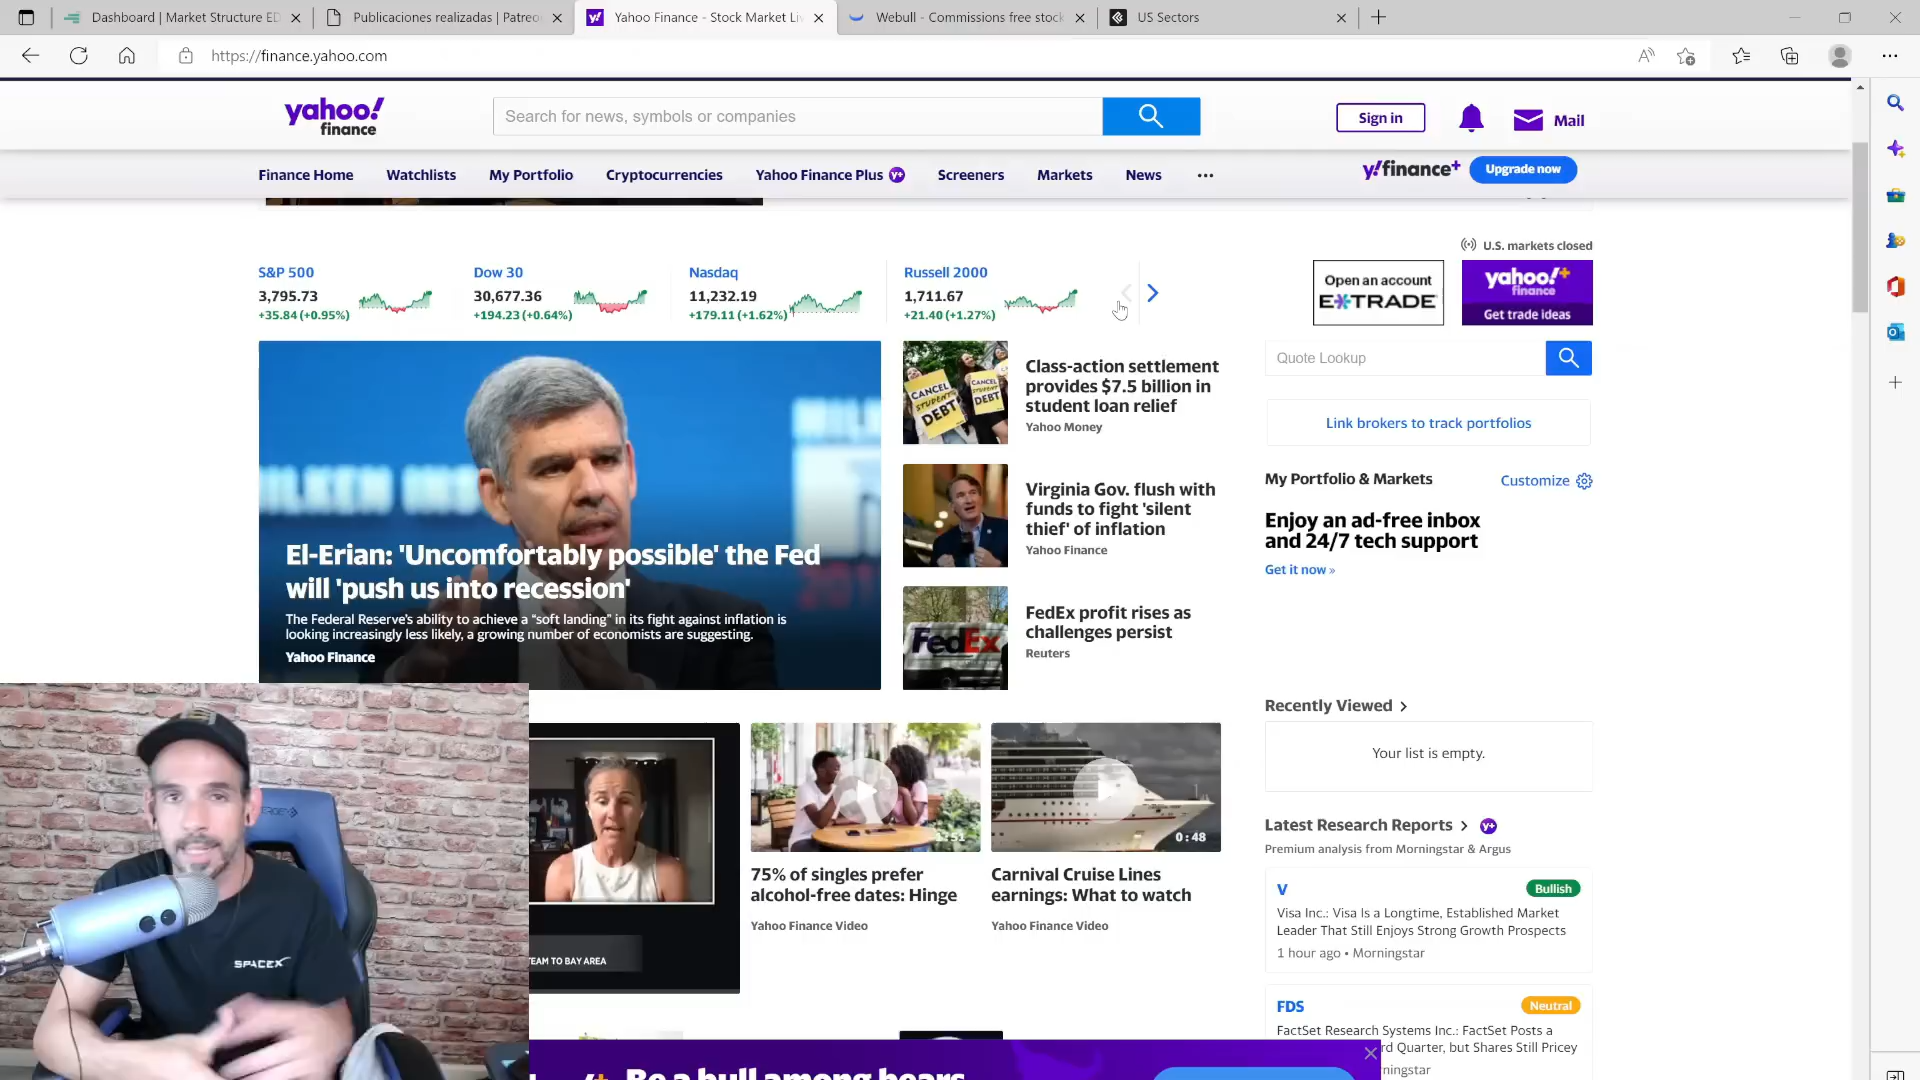 Dashboard | Market Structure ED
Publicaciones realizadas | Patreo
Yahoo Finance - Stock Market Li
Webull - Commissions free stock
US Sectors
https://finance.yahoo.com
yahoo!
finance
Search for news, symbols or companies
Sign in
Mail
Finance Home
Watchlists
My Portfolio
Cryptocurrencies
Yahoo Finance Plus
Screeners
Markets
News
...
y!finance+
Upgrade now
U.S. markets closed
S&P 500
3,795.73
+35.84 (+0.95%)
Dow 30
30,677.36
+194.23 (+0.64%)
Nasdaq
11,232.19
+179.11 (+1.62%)
Russell 2000
1,711.67
+21.40 (+1.27%)
Open an account
E*TRADE
yahoo!+
finance
Get trade ideas
El-Erian: 'Uncomfortably possible' the Fed
will 'push us into recession'
The Federal Reserve's ability to achieve a "soft landing" in its fight against inflation is
looking increasingly less likely, a growing number of economists are suggesting.
Yahoo Finance
CANCEL
STUDENT
DEBT
CANCEL
DEBT
Class-action settlement
provides $7.5 billion in
student loan relief
Yahoo Money
Virginia Gov. flush with
funds to fight 'silent
thief' of inflation
Yahoo Finance
FedEx
FedEx profit rises as
challenges persist
Reuters
Quote Lookup
Link brokers to track portfolios
My Portfolio & Markets
Customize
Enjoy an ad-free inbox
and 24/7 tech support
Get it now »
Recently Viewed
Your list is empty.
Latest Research Reports
Y+
Premium analysis from Morningstar & Argus
V
Bullish
Visa Inc.: Visa Is a Longtime, Established Market
Leader That Still Enjoys Strong Growth Prospects
1 hour ago • Morningstar
FDS
Neutral
FactSet Research Systems Inc.: FactSet Posts a
rd Quarter, but Shares Still Pricey
rningstar
TEAM TO BAY AREA
75% of singles prefer
alcohol-free dates: Hinge
Yahoo Finance Video
0:48
Carnival Cruise Lines
earnings: What to watch
Yahoo Finance Video
SPACEX
Be a bull among bears